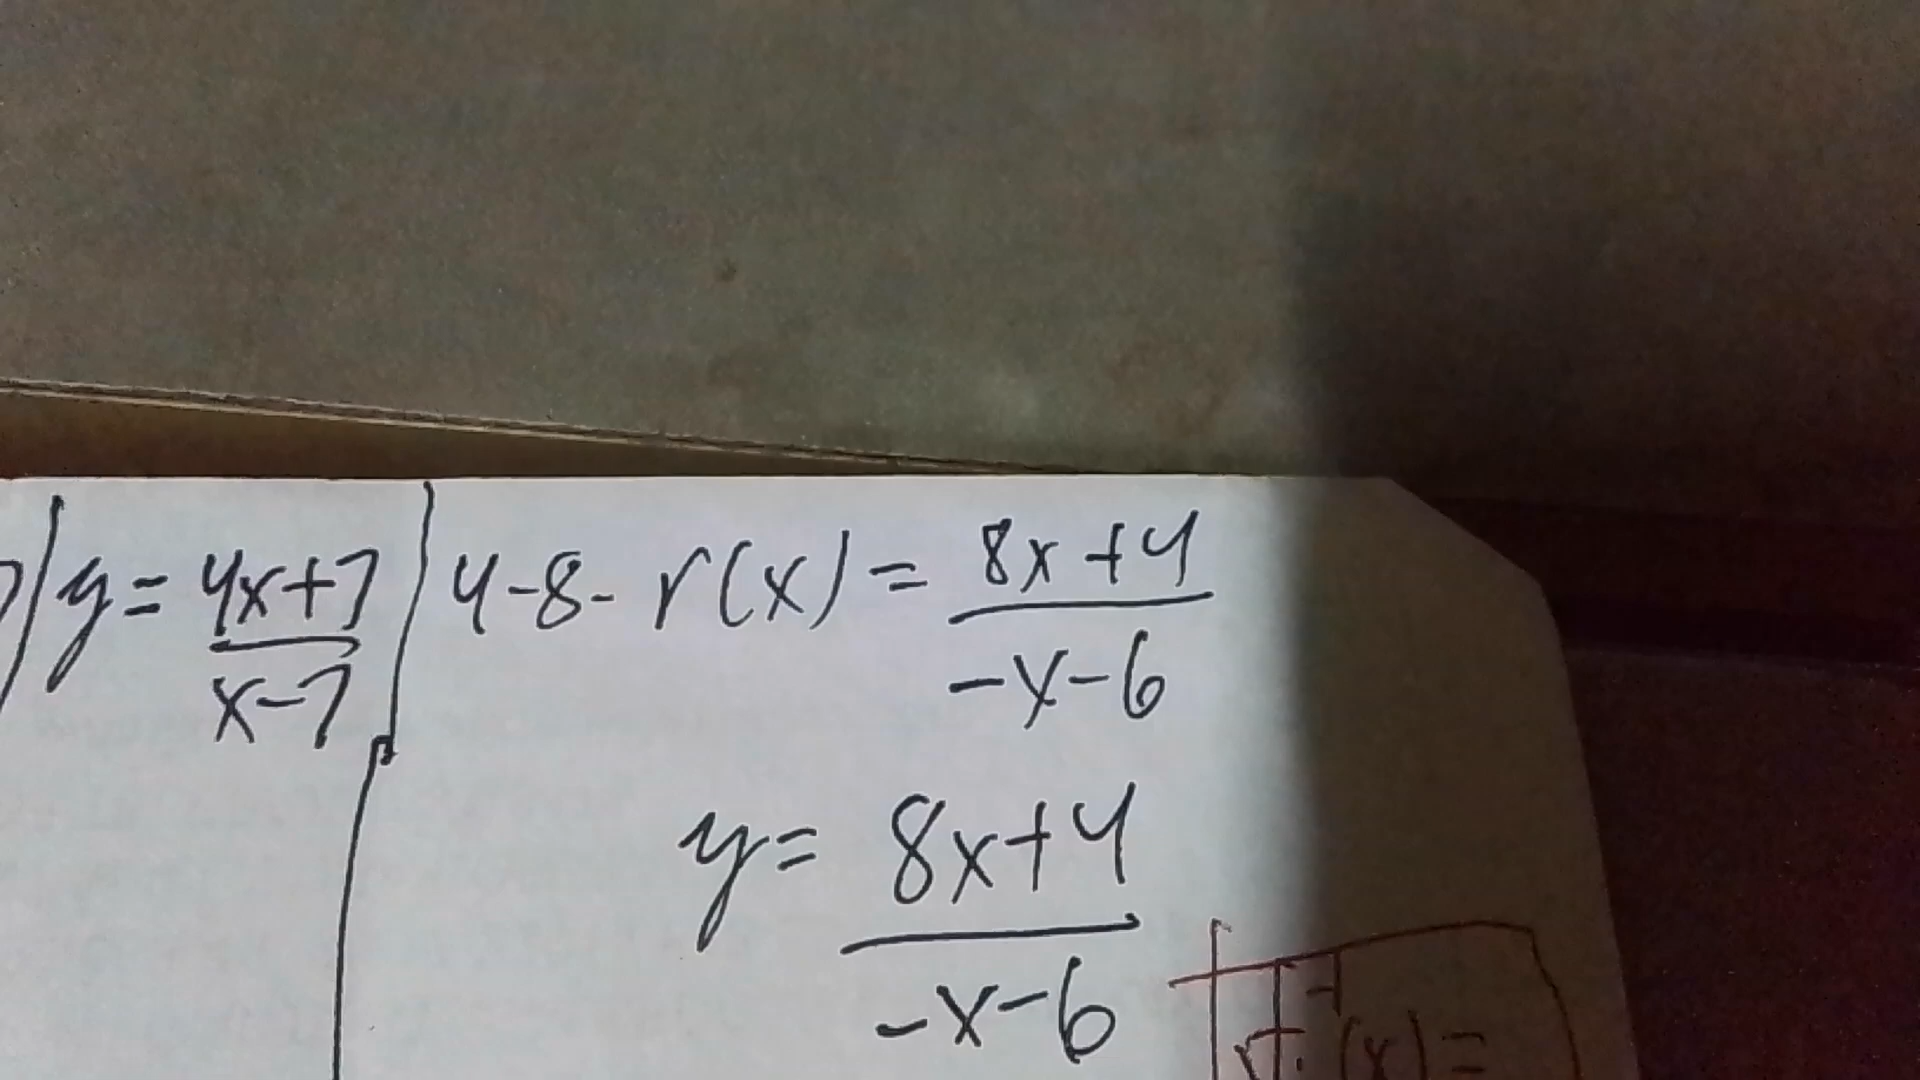 ) y = 4x+7 / x-7
4-8- r(x) = 8x+4 / -x-6
y = 8x+4 / -x-6
(x) =